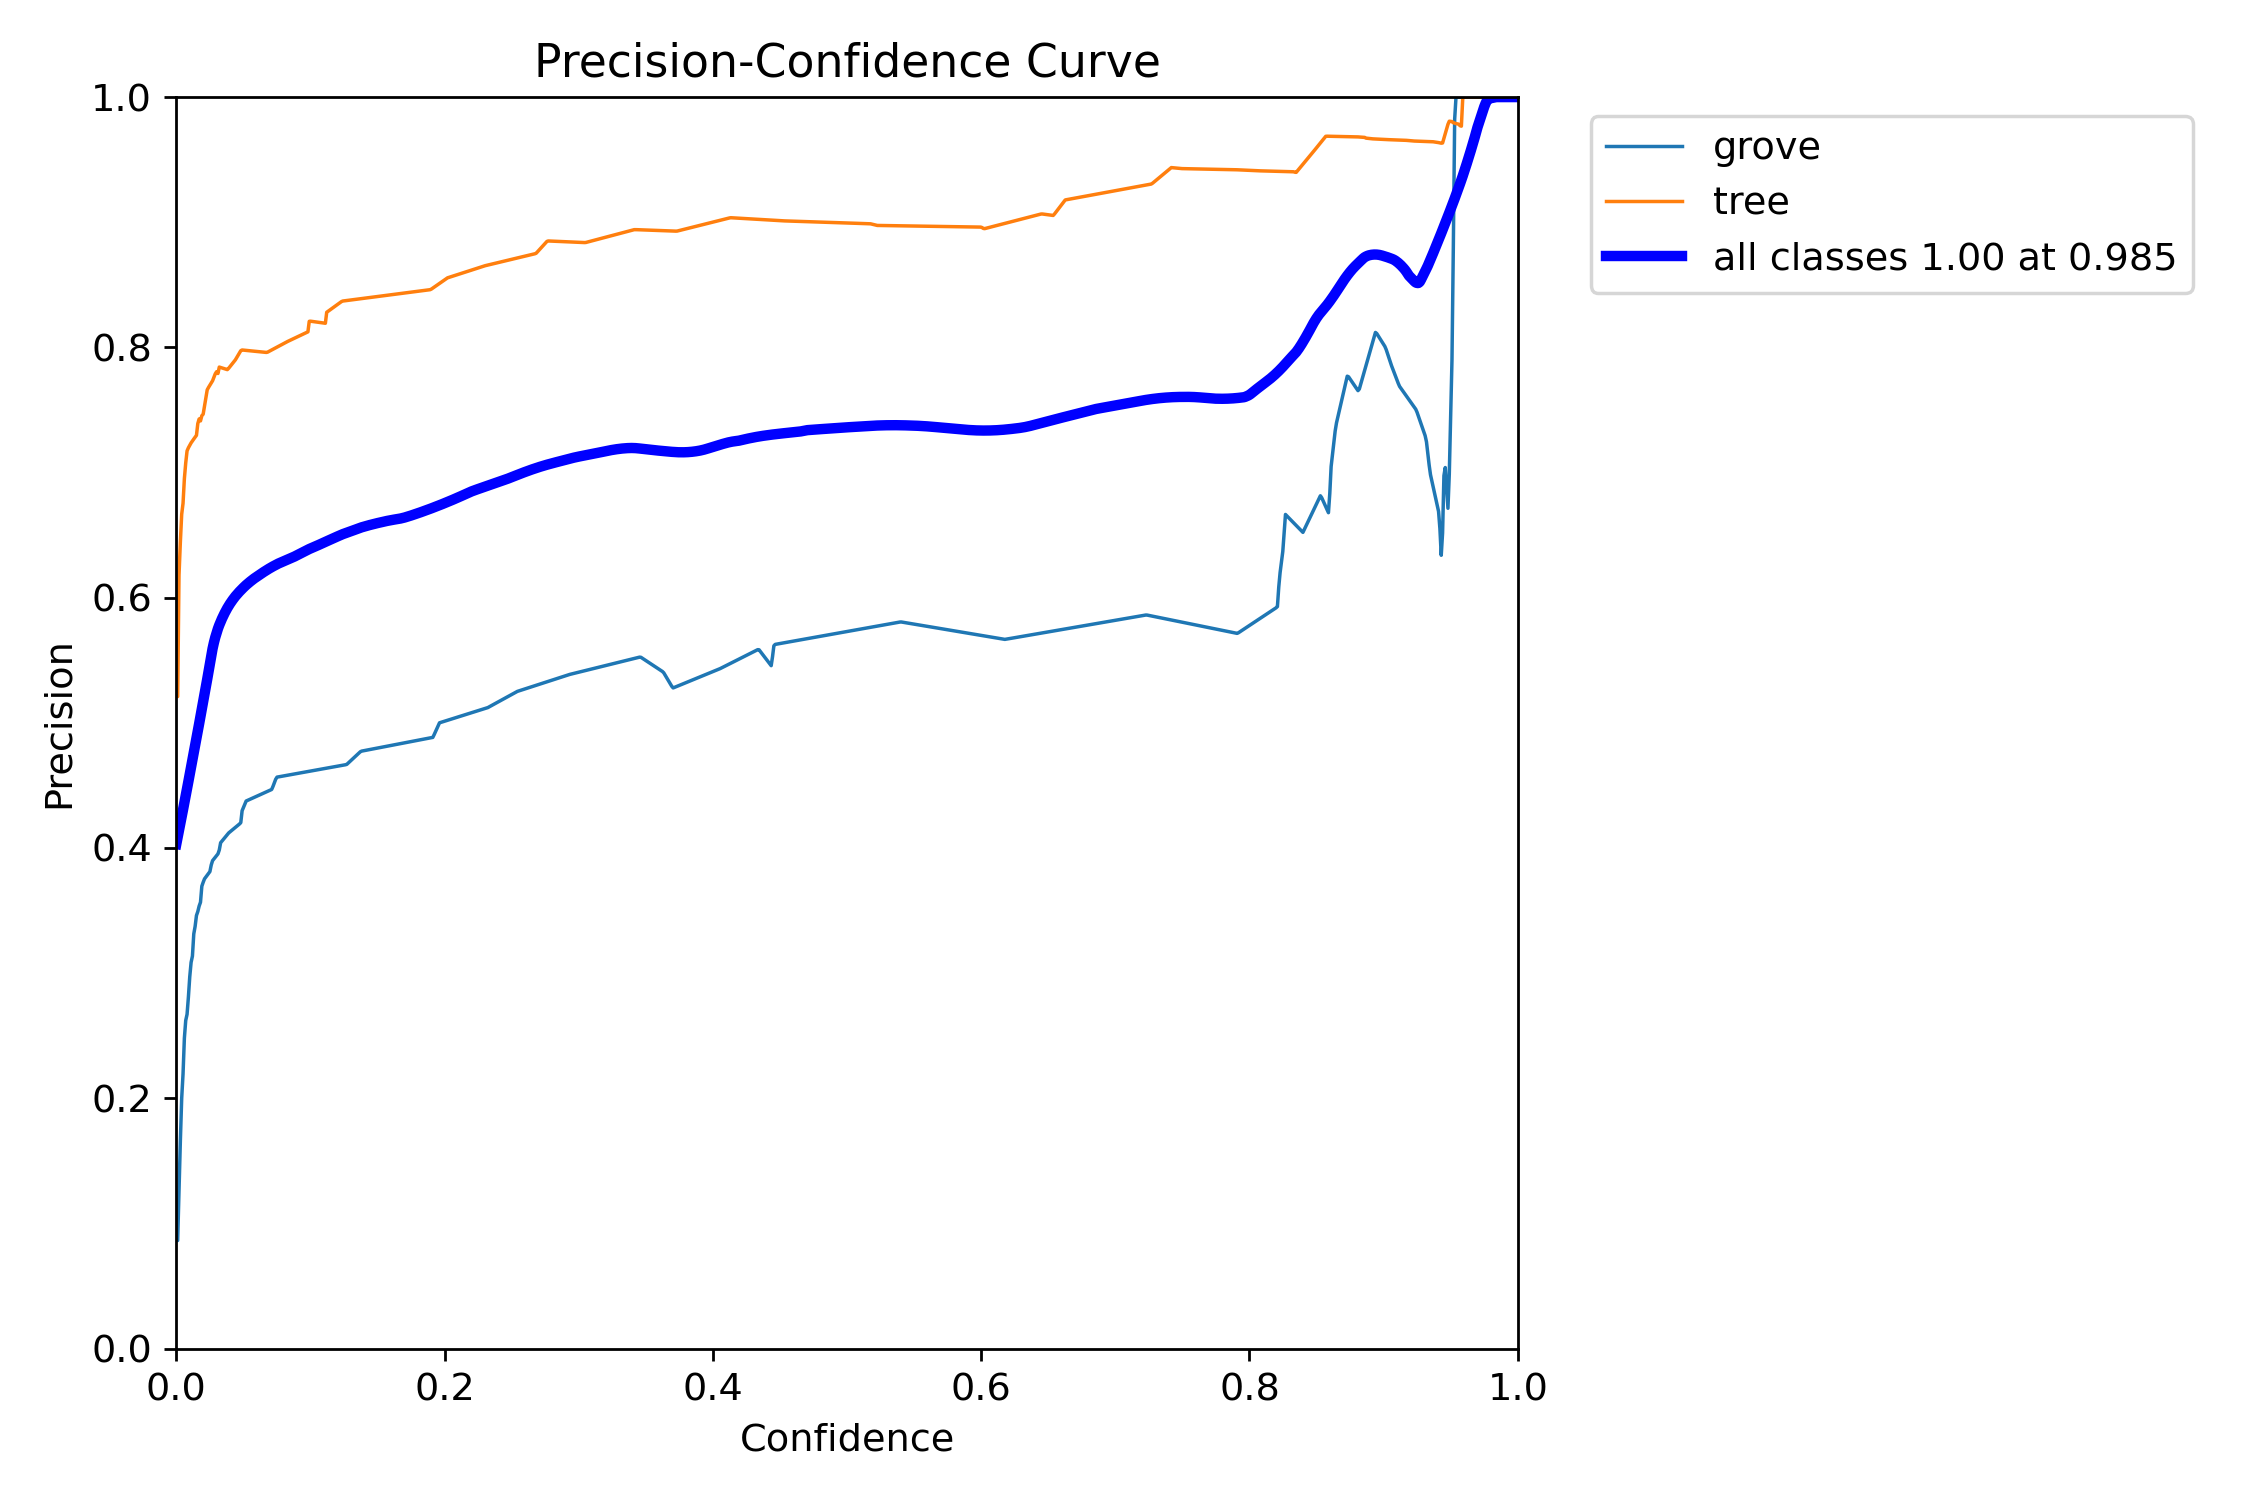 Precision-Confidence Curve
1.0
0.8
0.6
0.4
0.2
0.0
Precision
0.0 0.2 0.4 0.6 0.8 1.0
Confidence
grove
tree
all classes 1.00 at 0.985